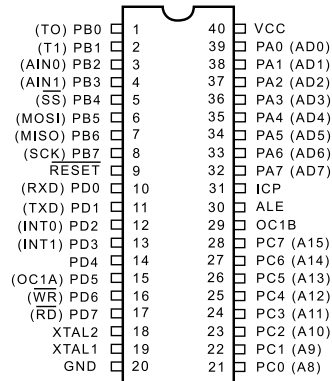 (TO) PB0 1 40 VCC
(T1) PB1 2 39 PA0 (AD0)
(AIN0) PB2 3 38 PA1 (AD1)
(AIN1) PB3 4 37 PA2 (AD2)
(SS) PB4 5 36 PA3 (AD3)
(MOSI) PB5 6 35 PA4 (AD4)
(MISO) PB6 7 34 PA5 (AD5)
(SCK) PB7 8 33 PA6 (AD6)
RESET 9 32 PA7 (AD7)
(RXD) PD0 10 31 ICP
(TXD) PD1 11 30 ALE
(INT0) PD2 12 29 OC1B
(INT1) PD3 13 28 PC7 (A15)
PD4 14 27 PC6 (A14)
(OC1A) PD5 15 26 PC5 (A13)
(WR) PD6 16 25 PC4 (A12)
(RD) PD7 17 24 PC3 (A11)
XTAL2 18 23 PC2 (A10)
XTAL1 19 22 PC1 (A9)
GND 20 21 PC0 (A8)